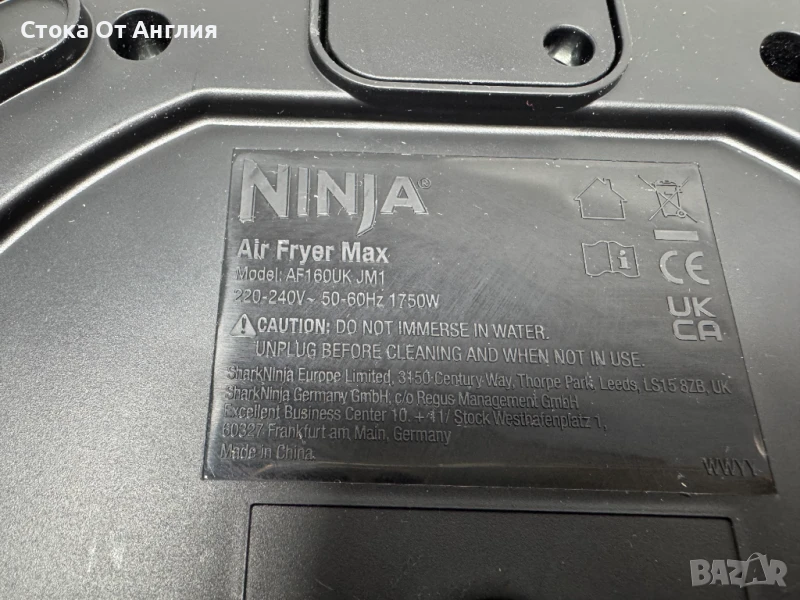 Стока От Англия
NINJA®
Air Fryer Max
Model: AF160UK JM1
220-240V~ 50-60Hz 1750W
CAUTION: DO NOT IMMERSE IN WATER.
UNPLUG BEFORE CLEANING AND WHEN NOT IN USE.
SharkNinja Europe Limited, 3150 Century Way, Thorpe Park, Leeds, LS15 8ZB, UK
SharkNinja Germany GmbH, c/o Regus Management GmbH
Excellent Business Center 10. + 11/ Stock Westhafenplatz 1,
60327 Frankfurt am Main, Germany
Made in China
i
CE
UK
CA
WWYY
BAZAR